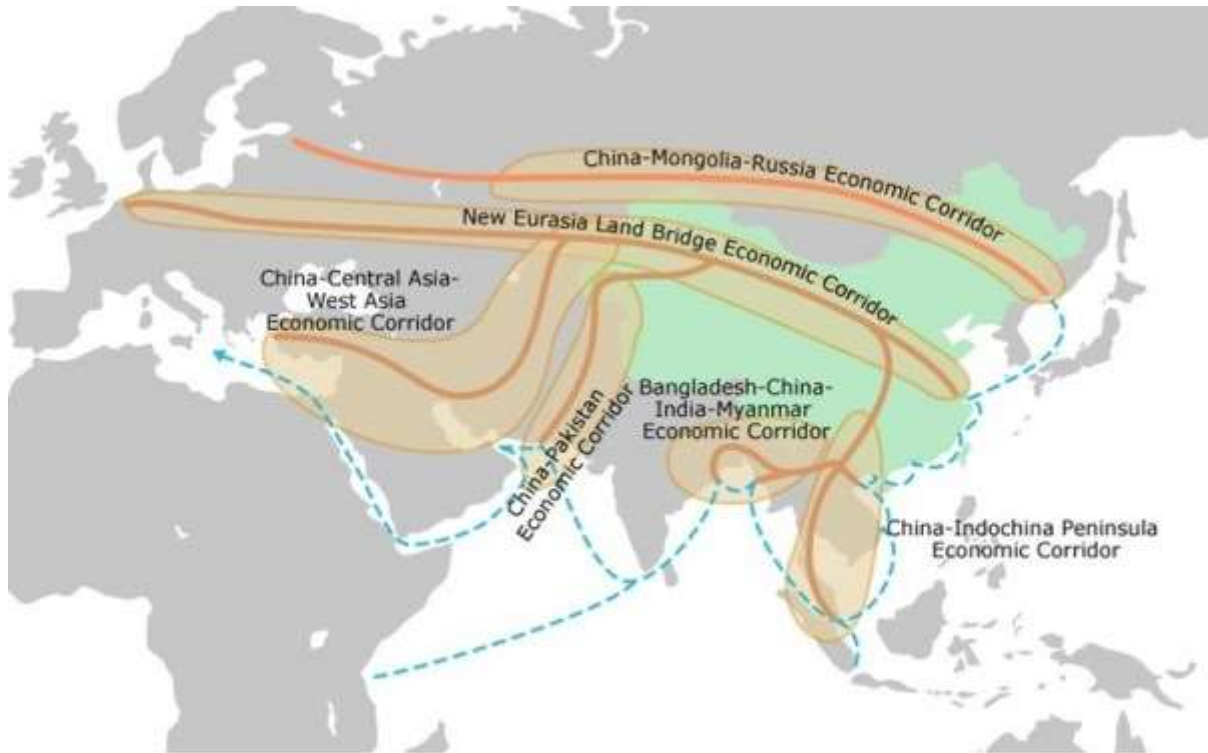 China-Mongolia-Russia Economic Corridor
New Eurasia Land Bridge Economic Corridor
China-Central Asia-
West Asia
Economic Corridor
China-Pakistan
Economic Corridor
Bangladesh-China-
India-Myanmar
Economic Corridor
China-Indochina Peninsula
Economic Corridor